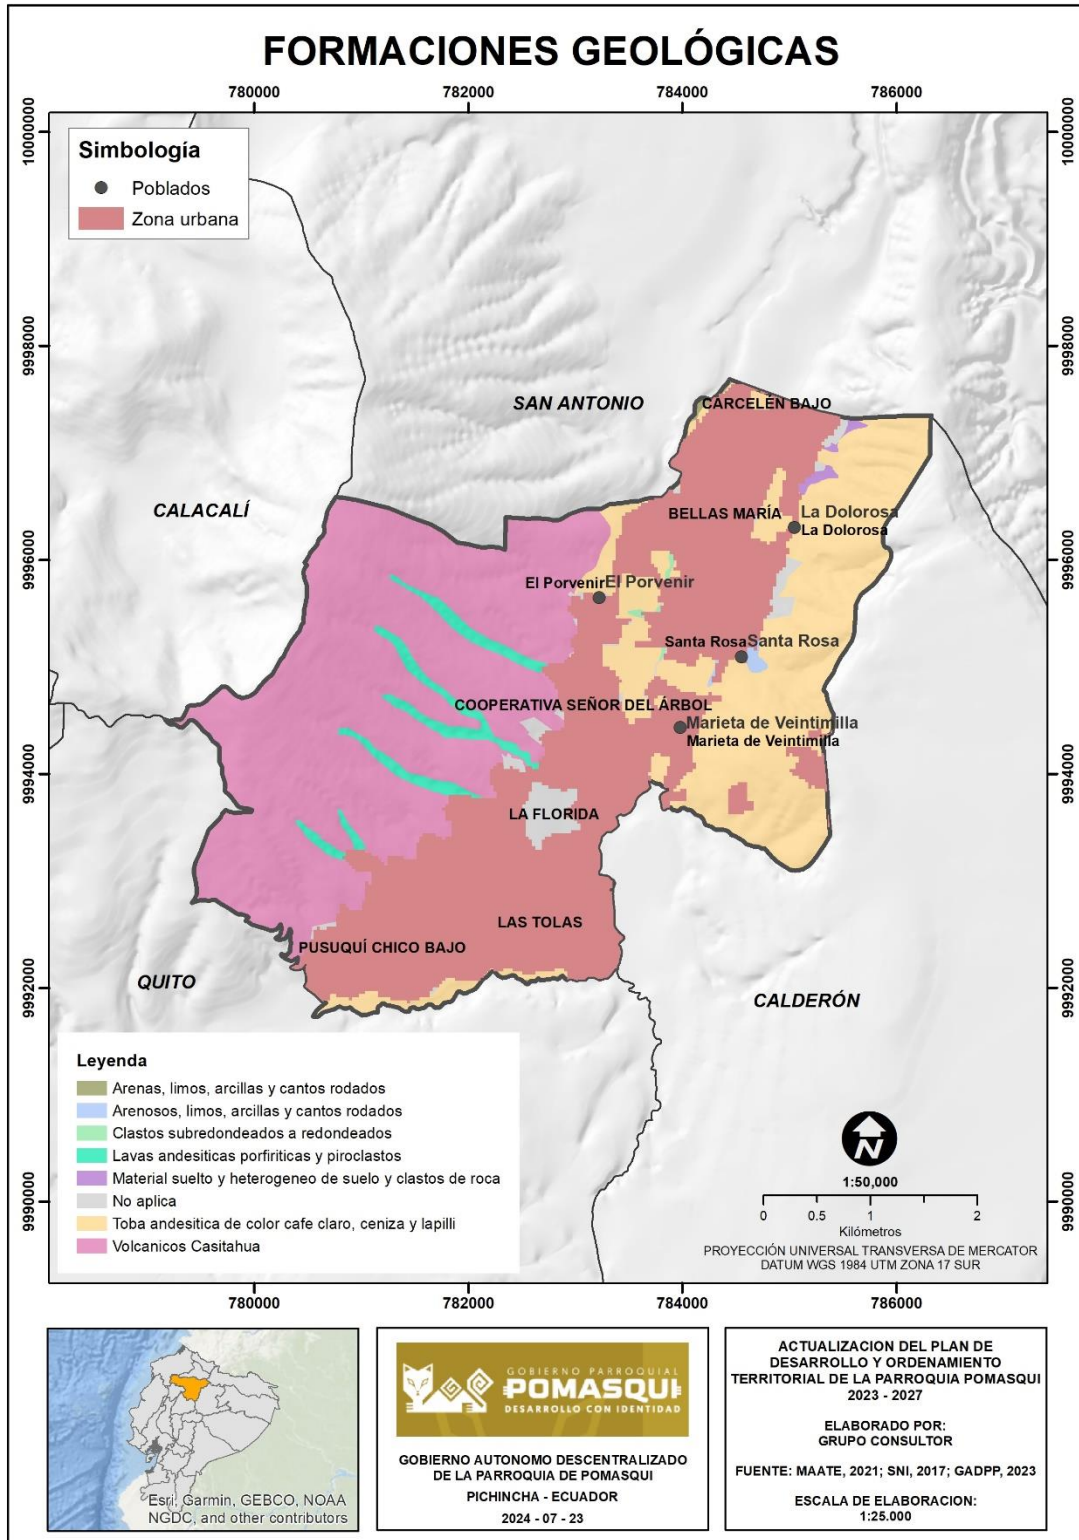 FORMACIONES GEOLÓGICAS
780000
782000
784000
786000
10000000
10000000
Simbología
Poblados
Zona urbana
9998000
9998000
SAN ANTONIO
CARCELÉN BAJO
CALACALÍ
BELLAS MARÍA
La Dolorosa
La Dolorosa
9996000
9996000
El Porvenir
El Porvenir
Santa Rosa
Santa Rosa
COOPERATIVA SEÑOR DEL ÁRBOL
Marieta de Veintimilla
Marieta de Veintimilla
9994000
9994000
LA FLORIDA
LAS TOLAS
PUSUQUÍ CHICO BAJO
QUITO
CALDERÓN
9992000
9992000
Leyenda
Arenas, limos, arcillas y cantos rodados
Arenosos, limos, arcillas y cantos rodados
Clastos subredondeados a redondeados
Lavas andesiticas porfiriticas y piroclastos
Material suelto y heterogeneo de suelo y clastos de roca
No aplica
Toba andesitica de color cafe claro, ceniza y lapilli
Volcanicos Casitahua
N
1:50,000
0 0.5 1 2
Kilómetros
PROYECCIÓN UNIVERSAL TRANSVERSA DE MERCATOR
DATUM WGS 1984 UTM ZONA 17 SUR
9990000
9990000
780000
782000
784000
786000
Esri, Garmin, GEBCO, NOAA
NGDC, and other contributors
GOBIERNO PARROQUIAL
POMASQUI
DESARROLLO CON IDENTIDAD
GOBIERNO AUTONOMO DESCENTRALIZADO
DE LA PARROQUIA DE POMASQUI
PICHINCHA - ECUADOR
2024 - 07 - 23
ACTUALIZACION DEL PLAN DE
DESARROLLO Y ORDENAMIENTO
TERRITORIAL DE LA PARROQUIA POMASQUI
2023 - 2027
ELABORADO POR:
GRUPO CONSULTOR
FUENTE: MAATE, 2021; SNI, 2017; GADPP, 2023
ESCALA DE ELABORACION:
1:25.000